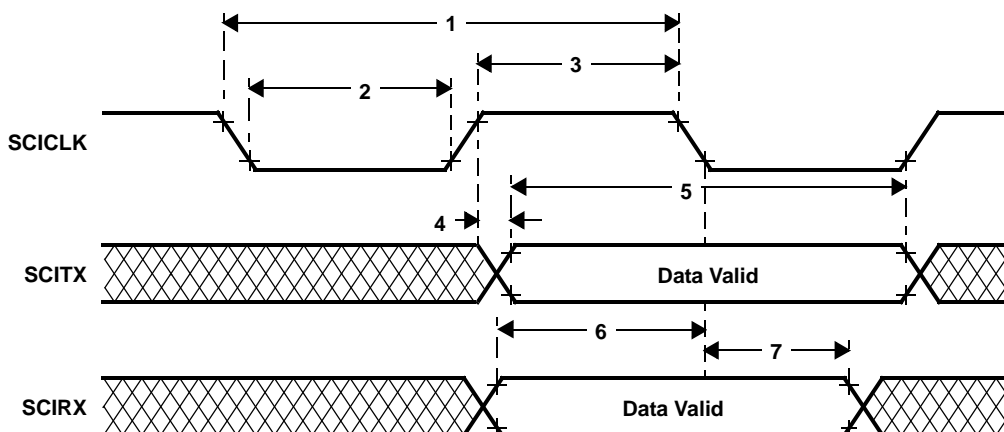 1
2
3
SCICLK
4
5
SCITX
Data Valid
6
7
SCIRX
Data Valid